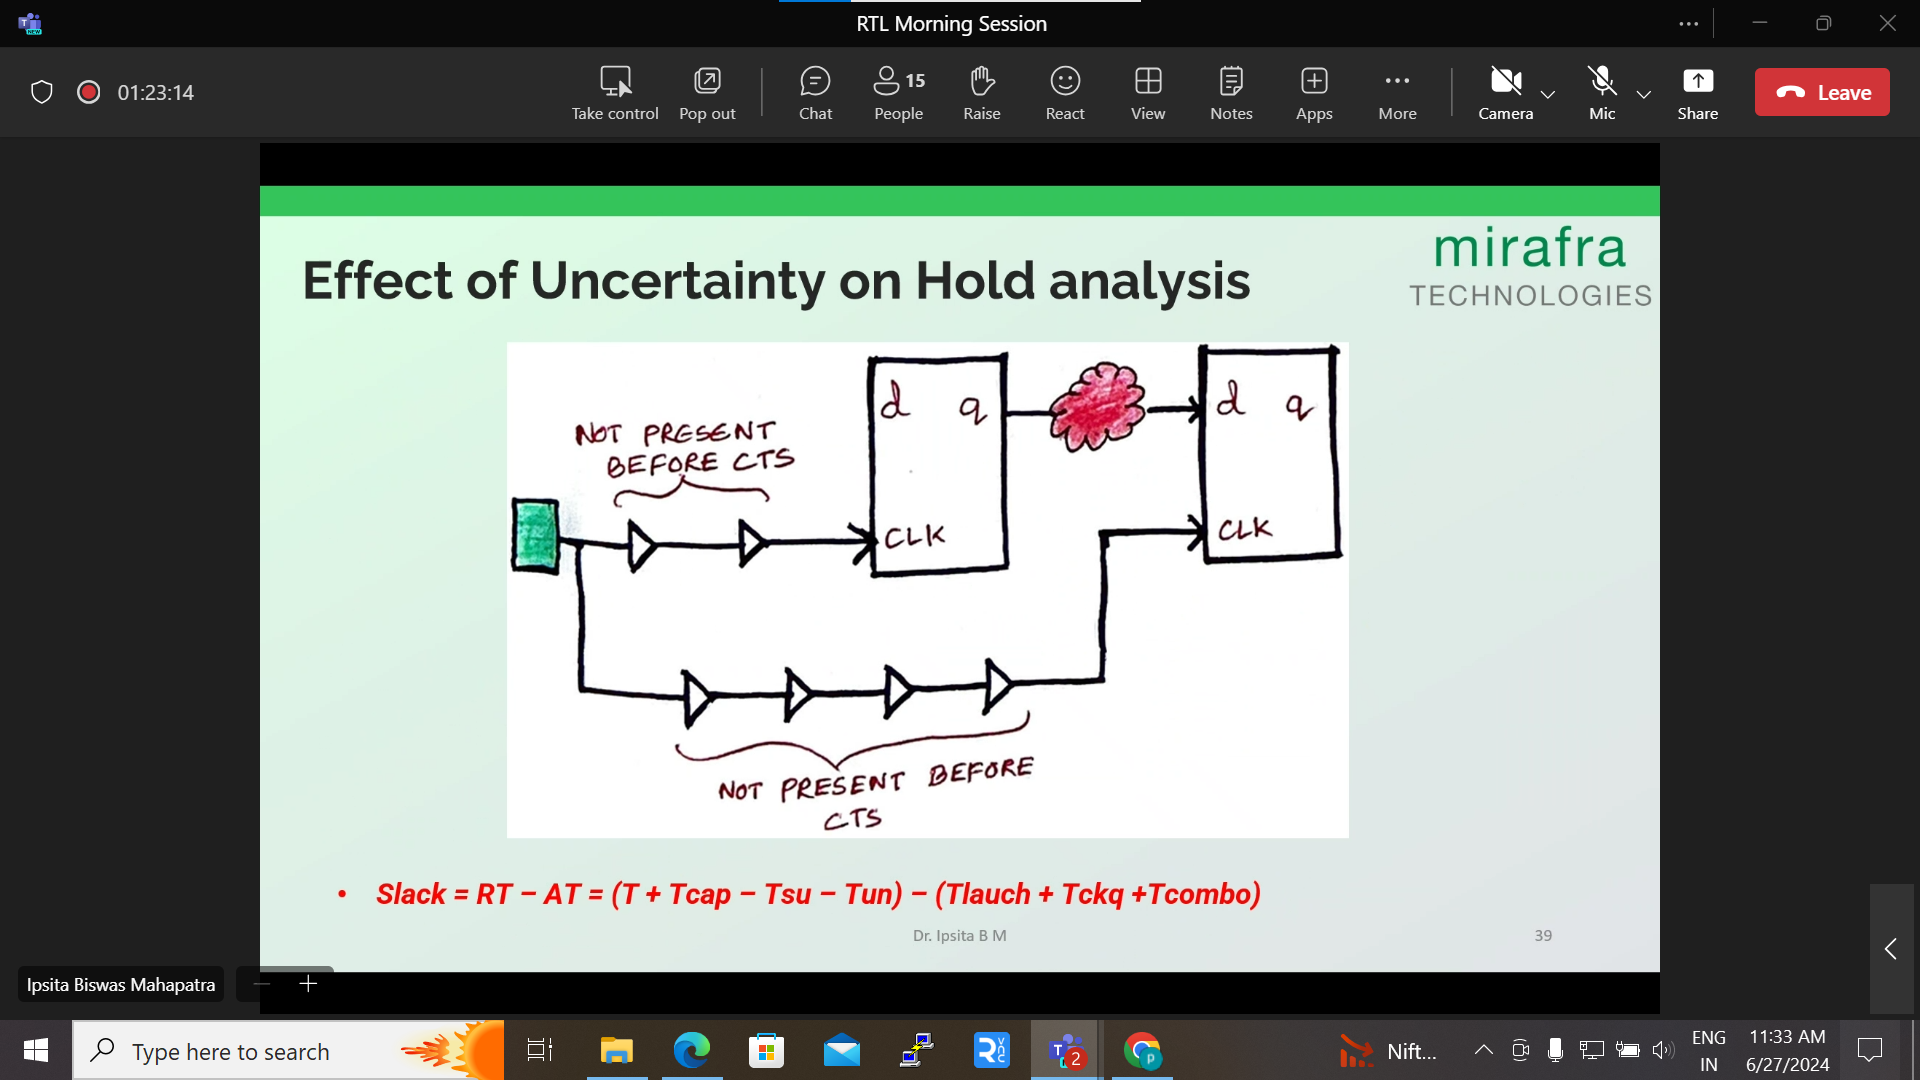 RTL Morning Session
01:23:14
Take control
Pop out
Chat
15
People
Raise
React
View
Notes
Apps
More
Camera
Mic
Share
Leave
mirafra
TECHNOLOGIES
Effect of Uncertainty on Hold analysis
NOT PRESENT
BEFORE CTS
d q
CLK
d q
CLK
NOT PRESENT BEFORE
CTS
• Slack = RT – AT = (T + Tcap – Tsu – Tun) – (Tlauch + Tckq +Tcombo)
Dr. Ipsita B M
39
Ipsita Biswas Mahapatra
Type here to search
2
Nift...
ENG
IN
11:33 AM
6/27/2024